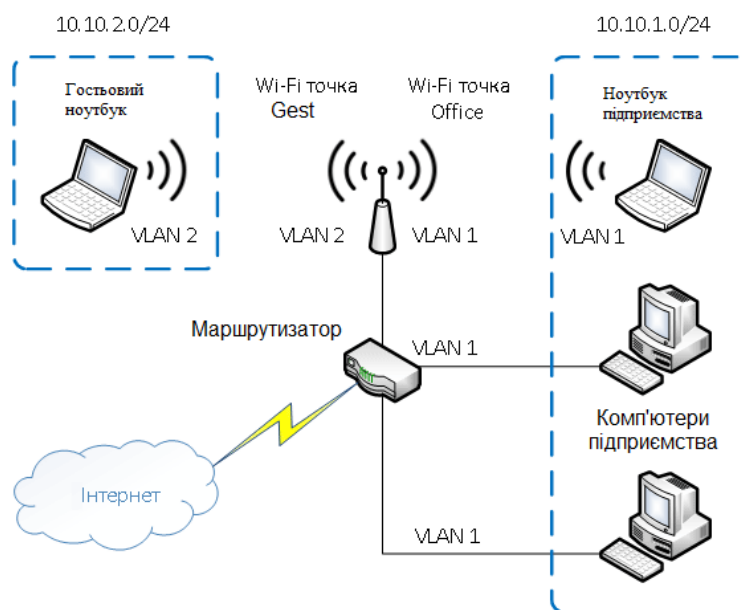 10.10.2.0/24
10.10.1.0/24
Гостьовий
ноутбук
VLAN 2
Wi-Fi точка
Gest
Wi-Fi точка
Office
VLAN 2
VLAN 1
Ноутбук
підприємства
VLAN 1
Маршрутизатор
VLAN 1
Комп'ютери
підприємства
Інтернет
VLAN 1